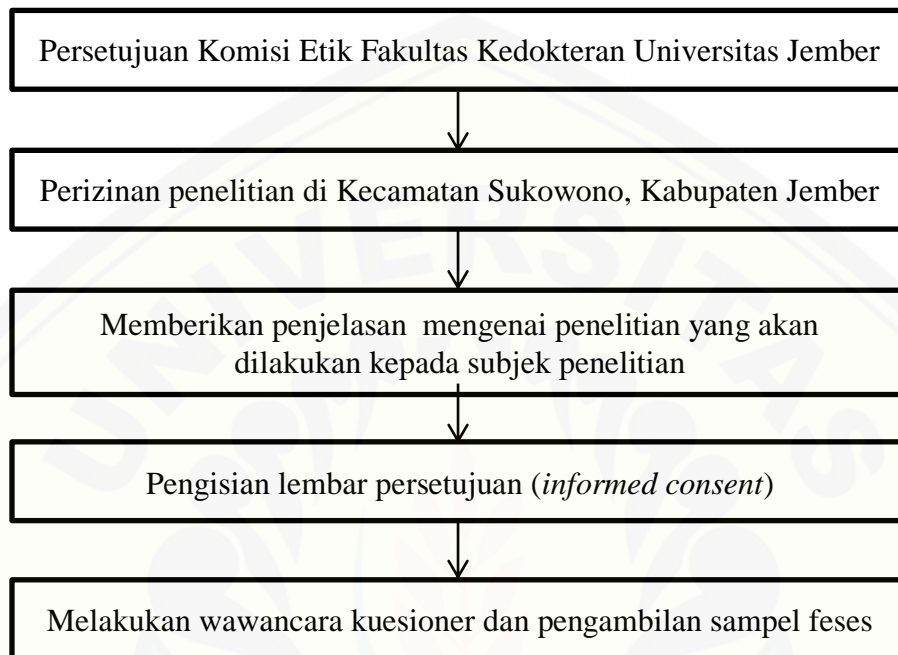 Persetujuan Komisi Etik Fakultas Kedokteran Universitas Jember
Perizinan penelitian di Kecamatan Sukowono, Kabupaten Jember
Memberikan penjelasan mengenai penelitian yang akan
dilakukan kepada subjek penelitian
Pengisian lembar persetujuan (informed consent)
Melakukan wawancara kuesioner dan pengambilan sampel feses
UNIVERSITAS